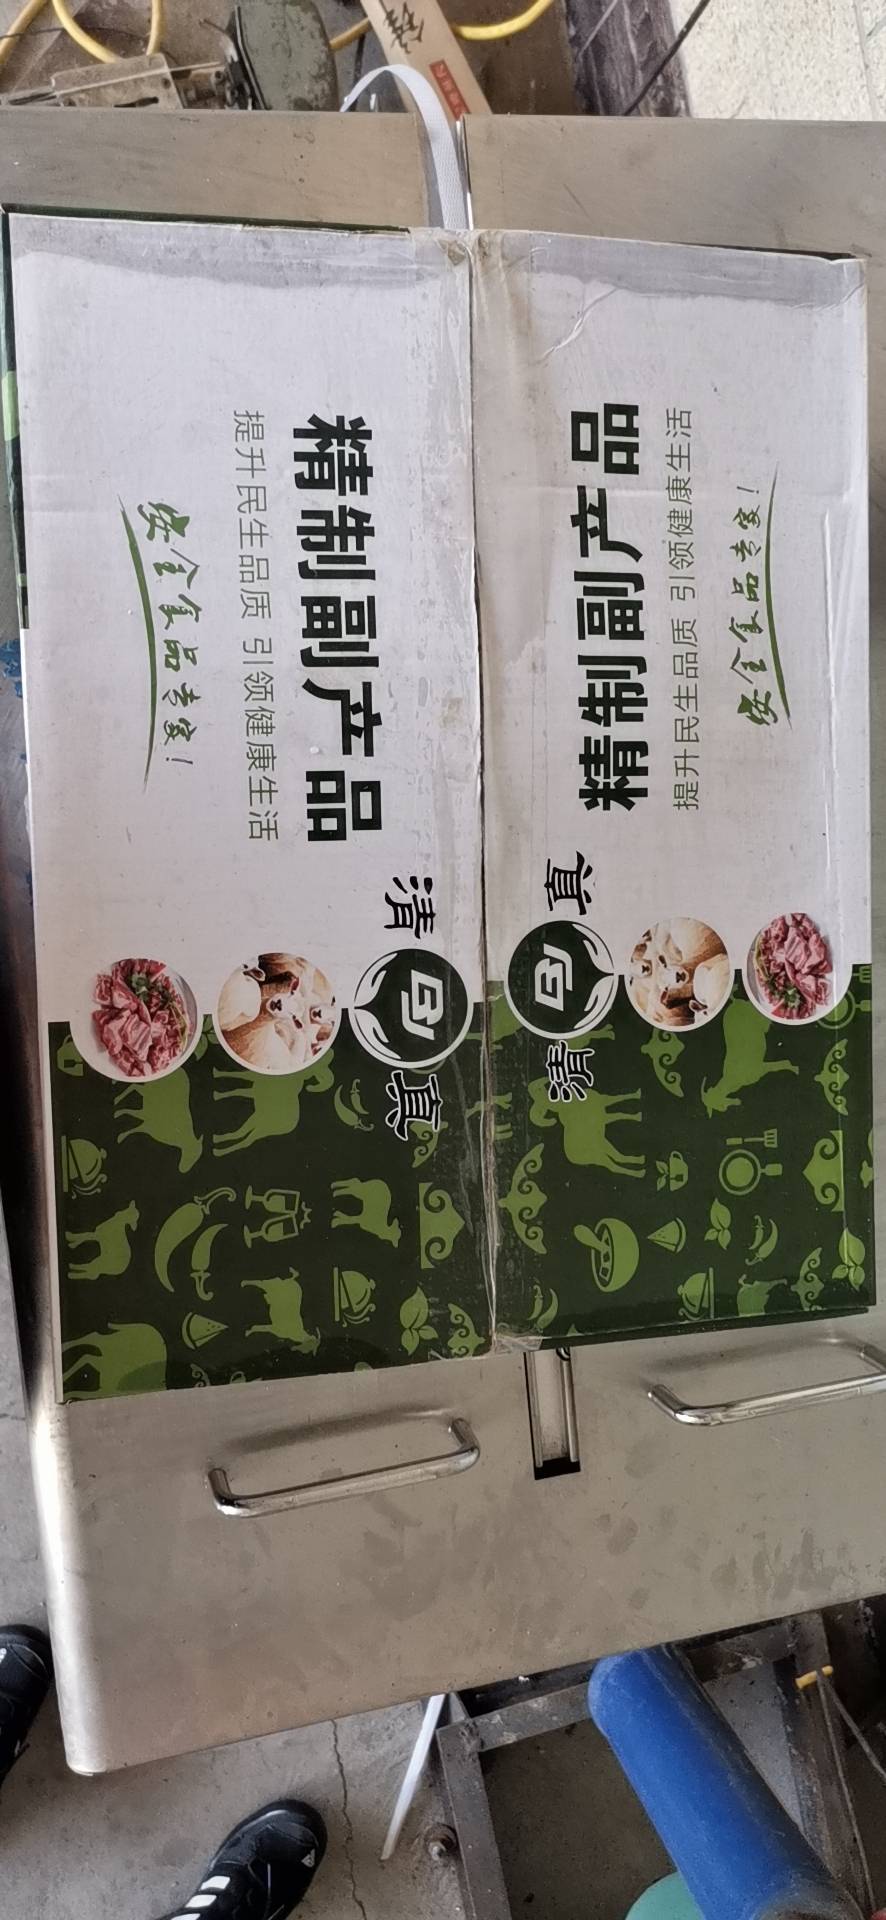 精制副产品
提升民生品质 引领健康生活
安全食品专家!
清真
精制副产品
提升民生品质 引领健康生活
安全食品专家!
清真